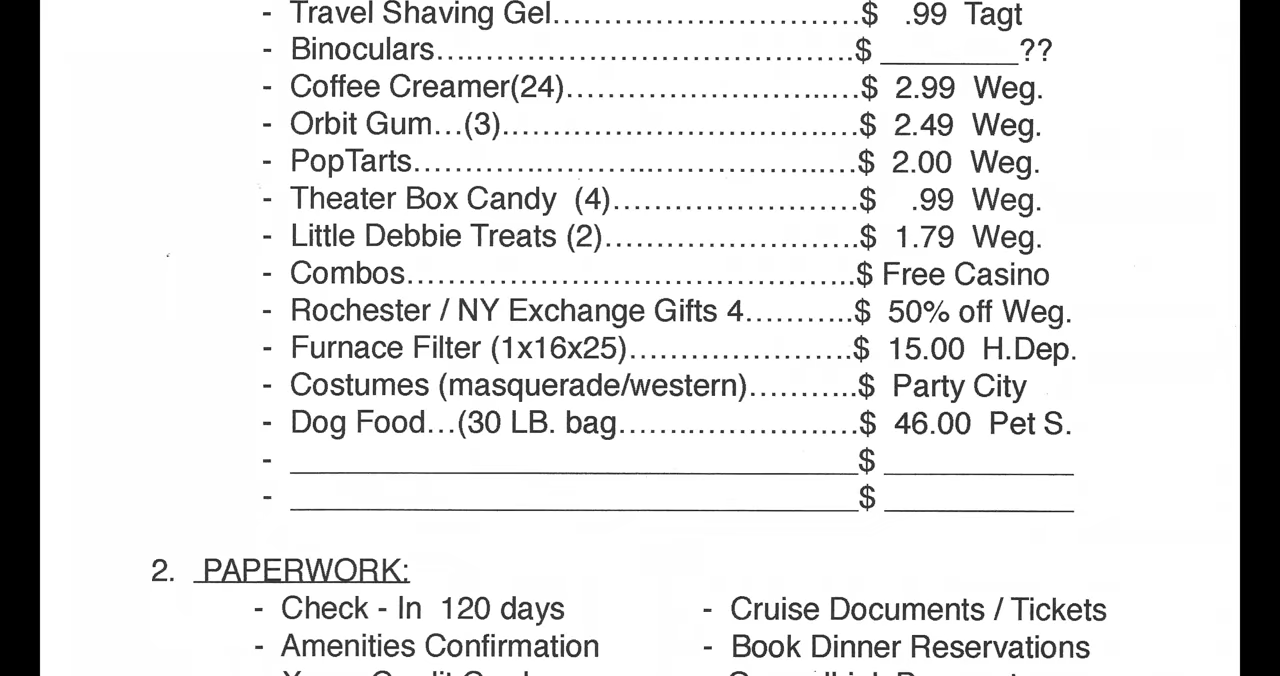 - Travel Shaving Gel……………………………$ .99 Tagt
- Binoculars……………………………………$ ________??
- Coffee Creamer(24)…………………………$ 2.99 Weg.
- Orbit Gum…(3)………………………………$ 2.49 Weg.
- PopTarts………………………………………$ 2.00 Weg.
- Theater Box Candy (4)……………………$ .99 Weg.
- Little Debbie Treats (2)……………………$ 1.79 Weg.
- Combos………………………………………$ Free Casino
- Rochester / NY Exchange Gifts 4………..$ 50% off Weg.
- Furnace Filter (1x16x25)…………………$ 15.00 H.Dep.
- Costumes (masquerade/western)………..$ Party City
- Dog Food…(30 LB. bag……………………$ 46.00 Pet S.
- ________________________________$ ___________
- ________________________________$ ___________
2. PAPERWORK:
- Check - In 120 days - Cruise Documents / Tickets
- Amenities Confirmation - Book Dinner Reservations